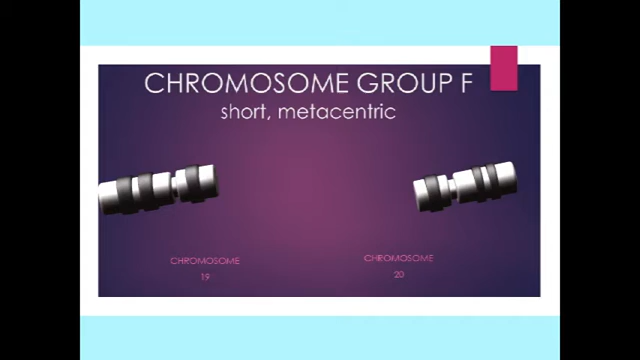 CHROMOSOME GROUP F
short, metacentric
CHROMOSOME
19
CHROMOSOME
20